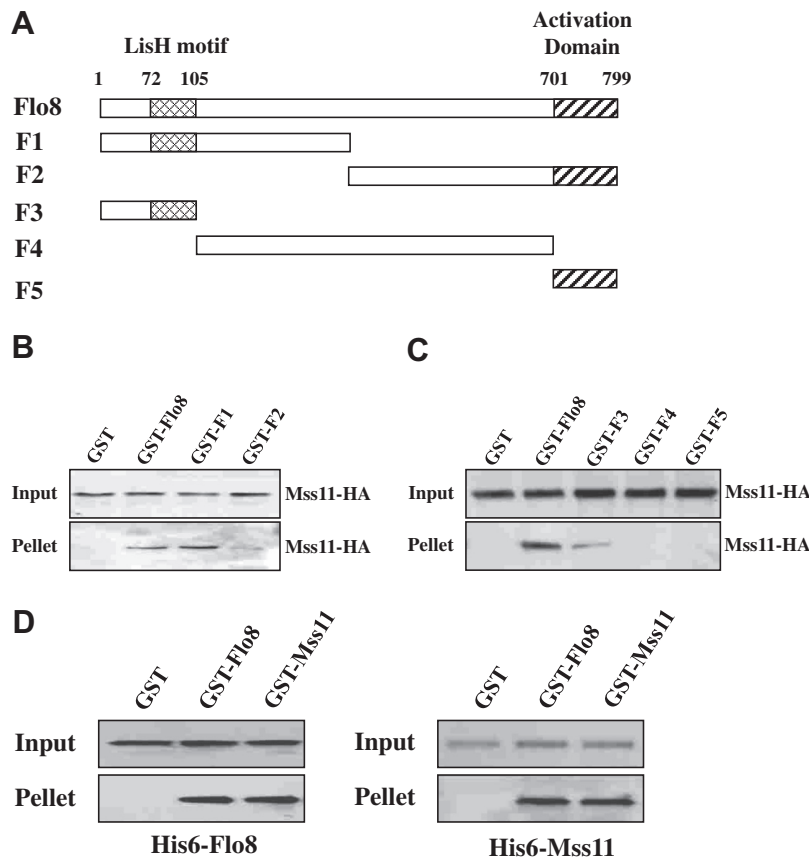 A
LisH motif
Activation
Domain
1 72 105 701 799
Flo8
F1
F2
F3
F4
F5
B
GST GST-Flo8 GST-F1 GST-F2
Input Mss11-HA
Pellet Mss11-HA
C
GST GST-Flo8 GST-F3 GST-F4 GST-F5
Input Mss11-HA
Pellet Mss11-HA
D
GST GST-Flo8 GST-Mss11
Input
Pellet
His6-Flo8
GST GST-Flo8 GST-Mss11
Input
Pellet
His6-Mss11